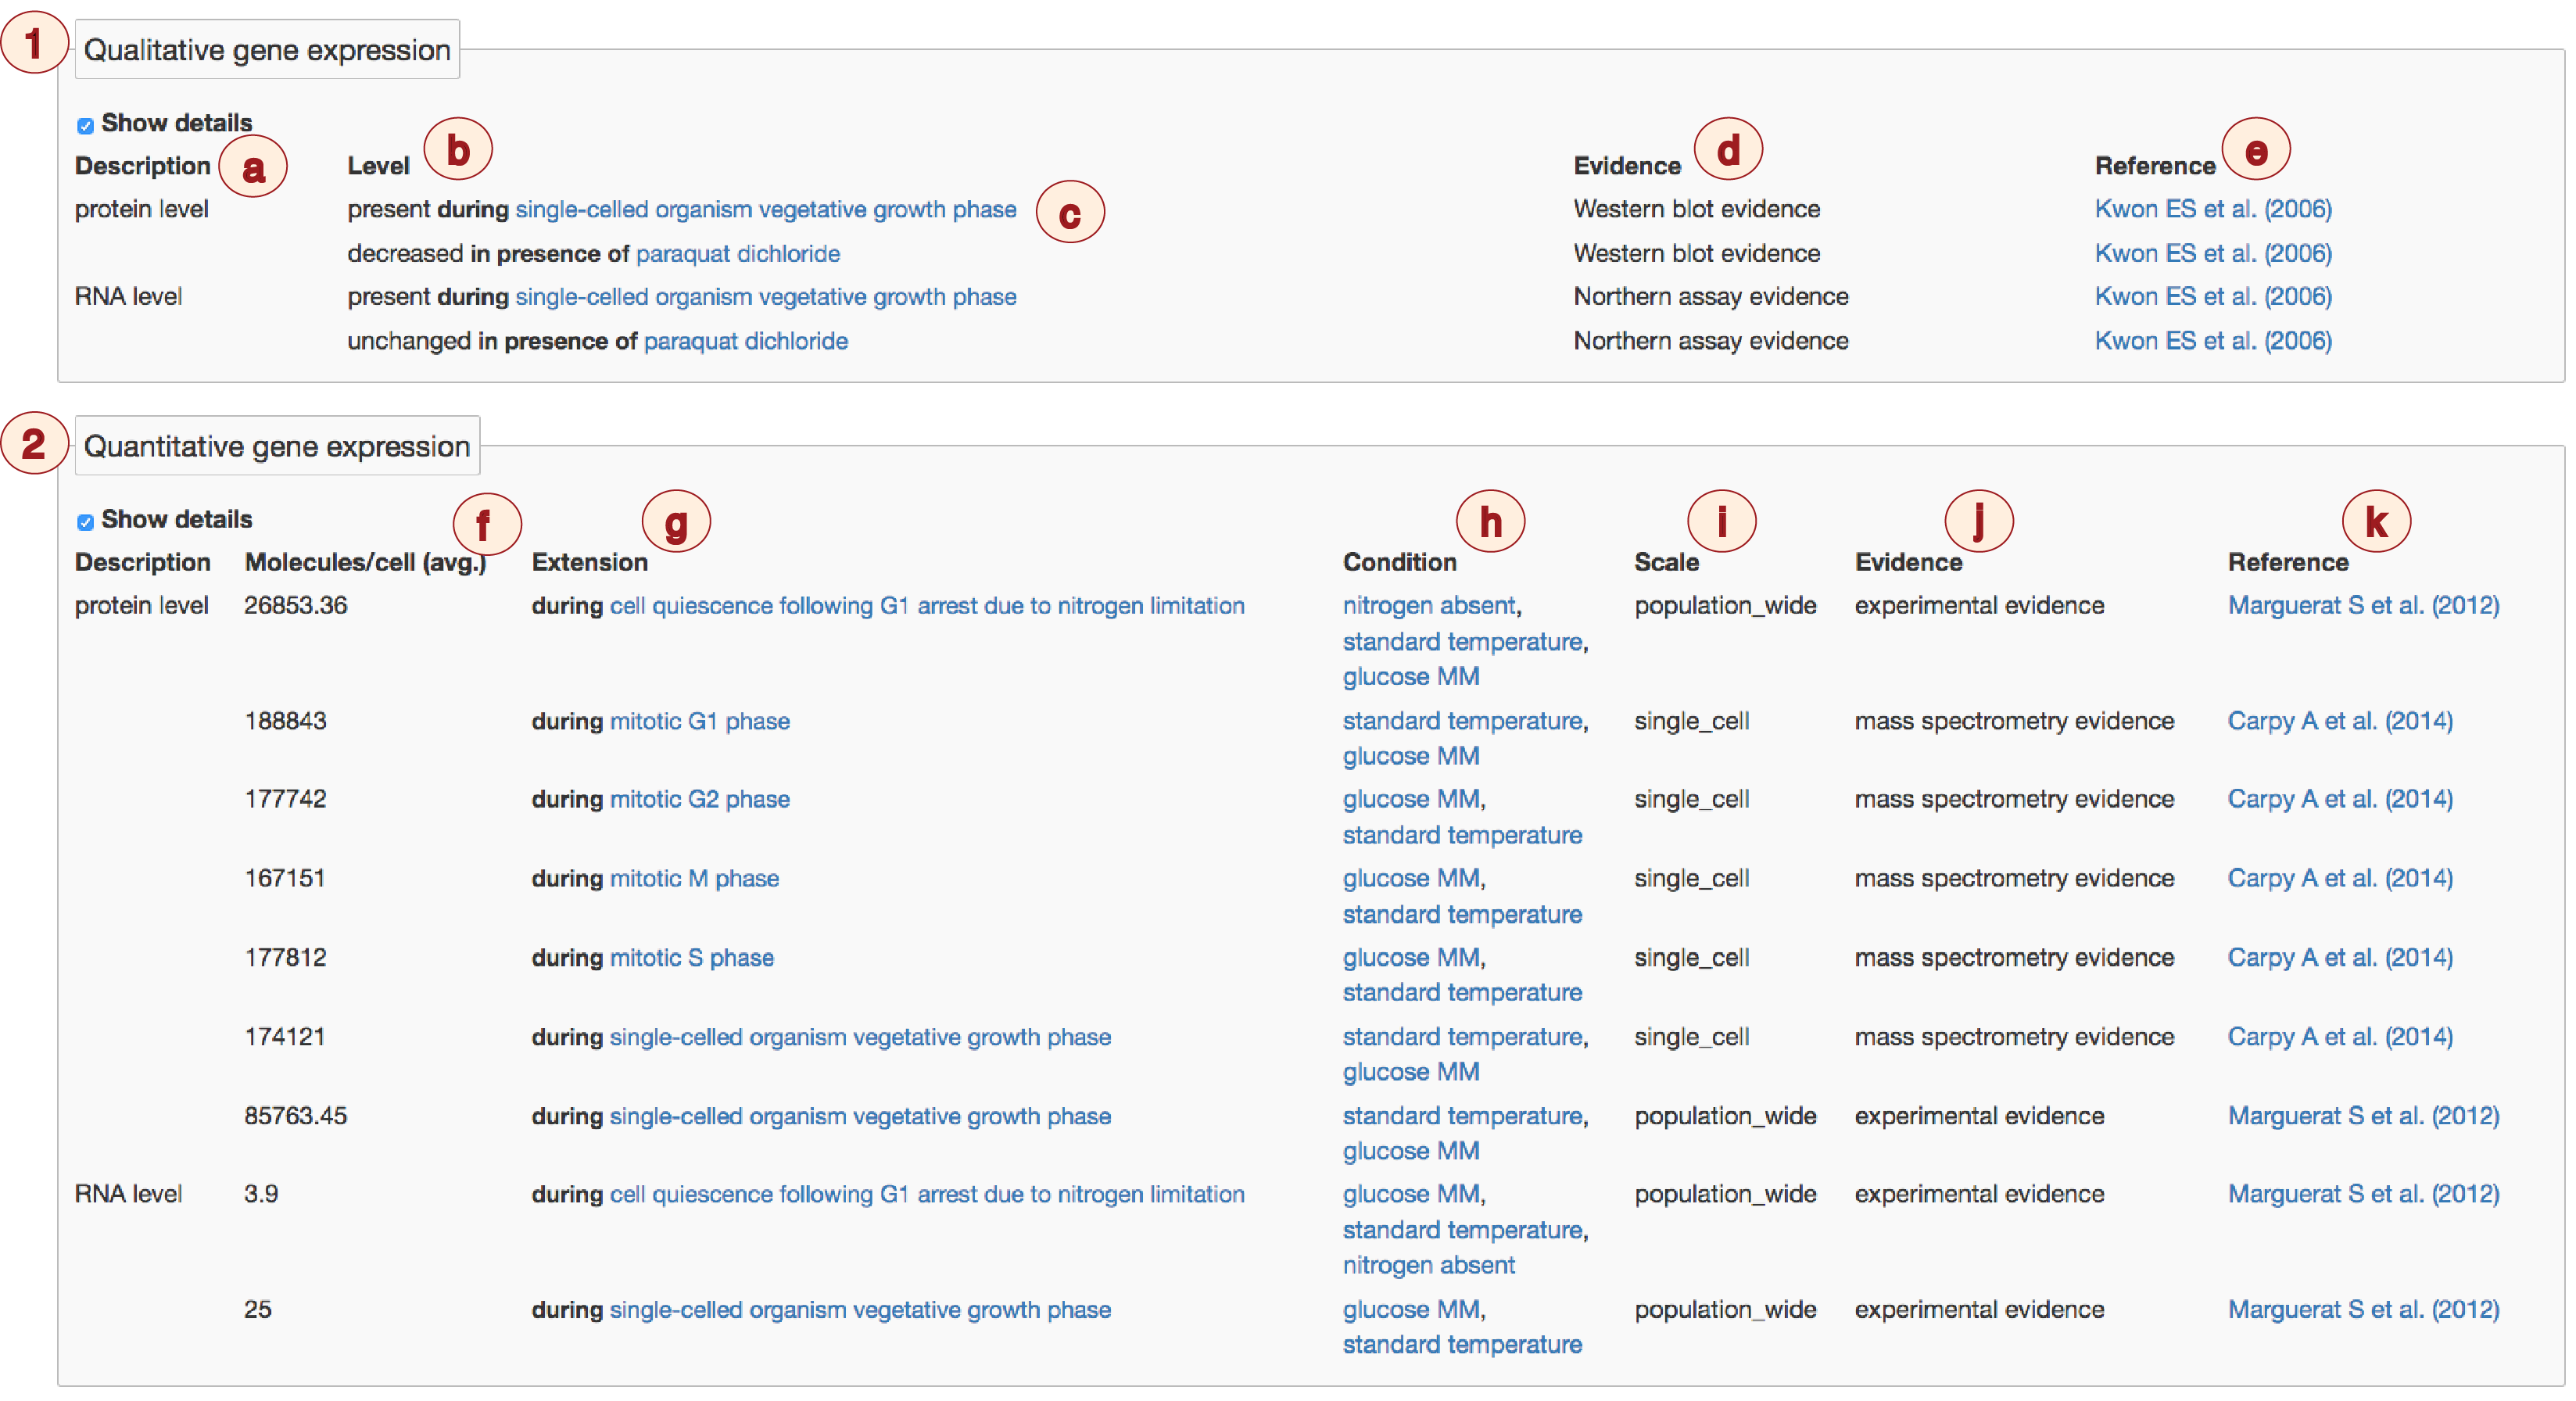 1 Qualitative gene expression
Show details
Description a Level b Evidence d Reference e
protein level present during single-celled organism vegetative growth phase c Western blot evidence Kwon ES et al. (2006)
decreased in presence of paraquat dichloride Western blot evidence Kwon ES et al. (2006)
RNA level present during single-celled organism vegetative growth phase Northern assay evidence Kwon ES et al. (2006)
unchanged in presence of paraquat dichloride Northern assay evidence Kwon ES et al. (2006)
2 Quantitative gene expression
Show details f g h i j k
Description Molecules/cell (avg.) Extension Condition Scale Evidence Reference
protein level 26853.36 during cell quiescence following G1 arrest due to nitrogen limitation nitrogen absent, population_wide experimental evidence Marguerat S et al. (2012)
standard temperature,
glucose MM
188843 during mitotic G1 phase standard temperature, single_cell mass spectrometry evidence Carpy A et al. (2014)
glucose MM
177742 during mitotic G2 phase glucose MM, single_cell mass spectrometry evidence Carpy A et al. (2014)
standard temperature
167151 during mitotic M phase glucose MM, single_cell mass spectrometry evidence Carpy A et al. (2014)
standard temperature
177812 during mitotic S phase glucose MM, single_cell mass spectrometry evidence Carpy A et al. (2014)
standard temperature
174121 during single-celled organism vegetative growth phase standard temperature, single_cell mass spectrometry evidence Carpy A et al. (2014)
glucose MM
85763.45 during single-celled organism vegetative growth phase standard temperature, population_wide experimental evidence Marguerat S et al. (2012)
glucose MM
RNA level 3.9 during cell quiescence following G1 arrest due to nitrogen limitation glucose MM, population_wide experimental evidence Marguerat S et al. (2012)
standard temperature,
nitrogen absent
25 during single-celled organism vegetative growth phase glucose MM, population_wide experimental evidence Marguerat S et al. (2012)
standard temperature